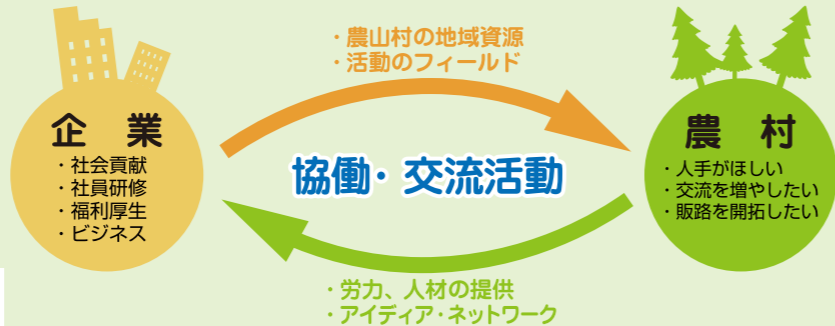 ・農山村の地域資源
・活動のフィールド
企 業
・社会貢献
・社員研修
・福利厚生
・ビジネス
協働・交流活動
農 村
・人手がほしい
・交流を増やしたい
・販路を開拓したい
・労力、人材の提供
・アイディア・ネットワーク